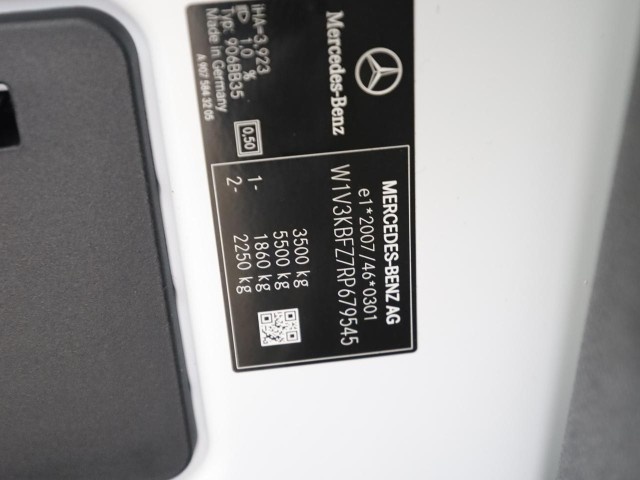 Mercedes-Benz
iHA=3,923
1,0 %
Typ: 906BB35
Made in Germany
A 907 584 32 05
0,50
MERCEDES-BENZ AG
e1*2007/46*0301
W1V3KBFZ7RP679545
3500 kg
5500 kg
1- 1860 kg
2- 2250 kg